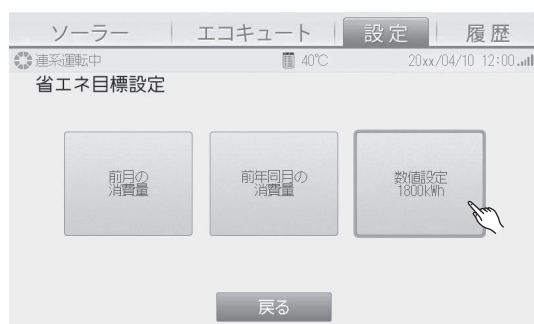 ソーラー エコキュート 設定 履歴
連系運転中 40℃ 20xx/04/10 12:00
省エネ目標設定
前月の
消費量
前年同月の
消費量
数値設定
1800kWh
戻る